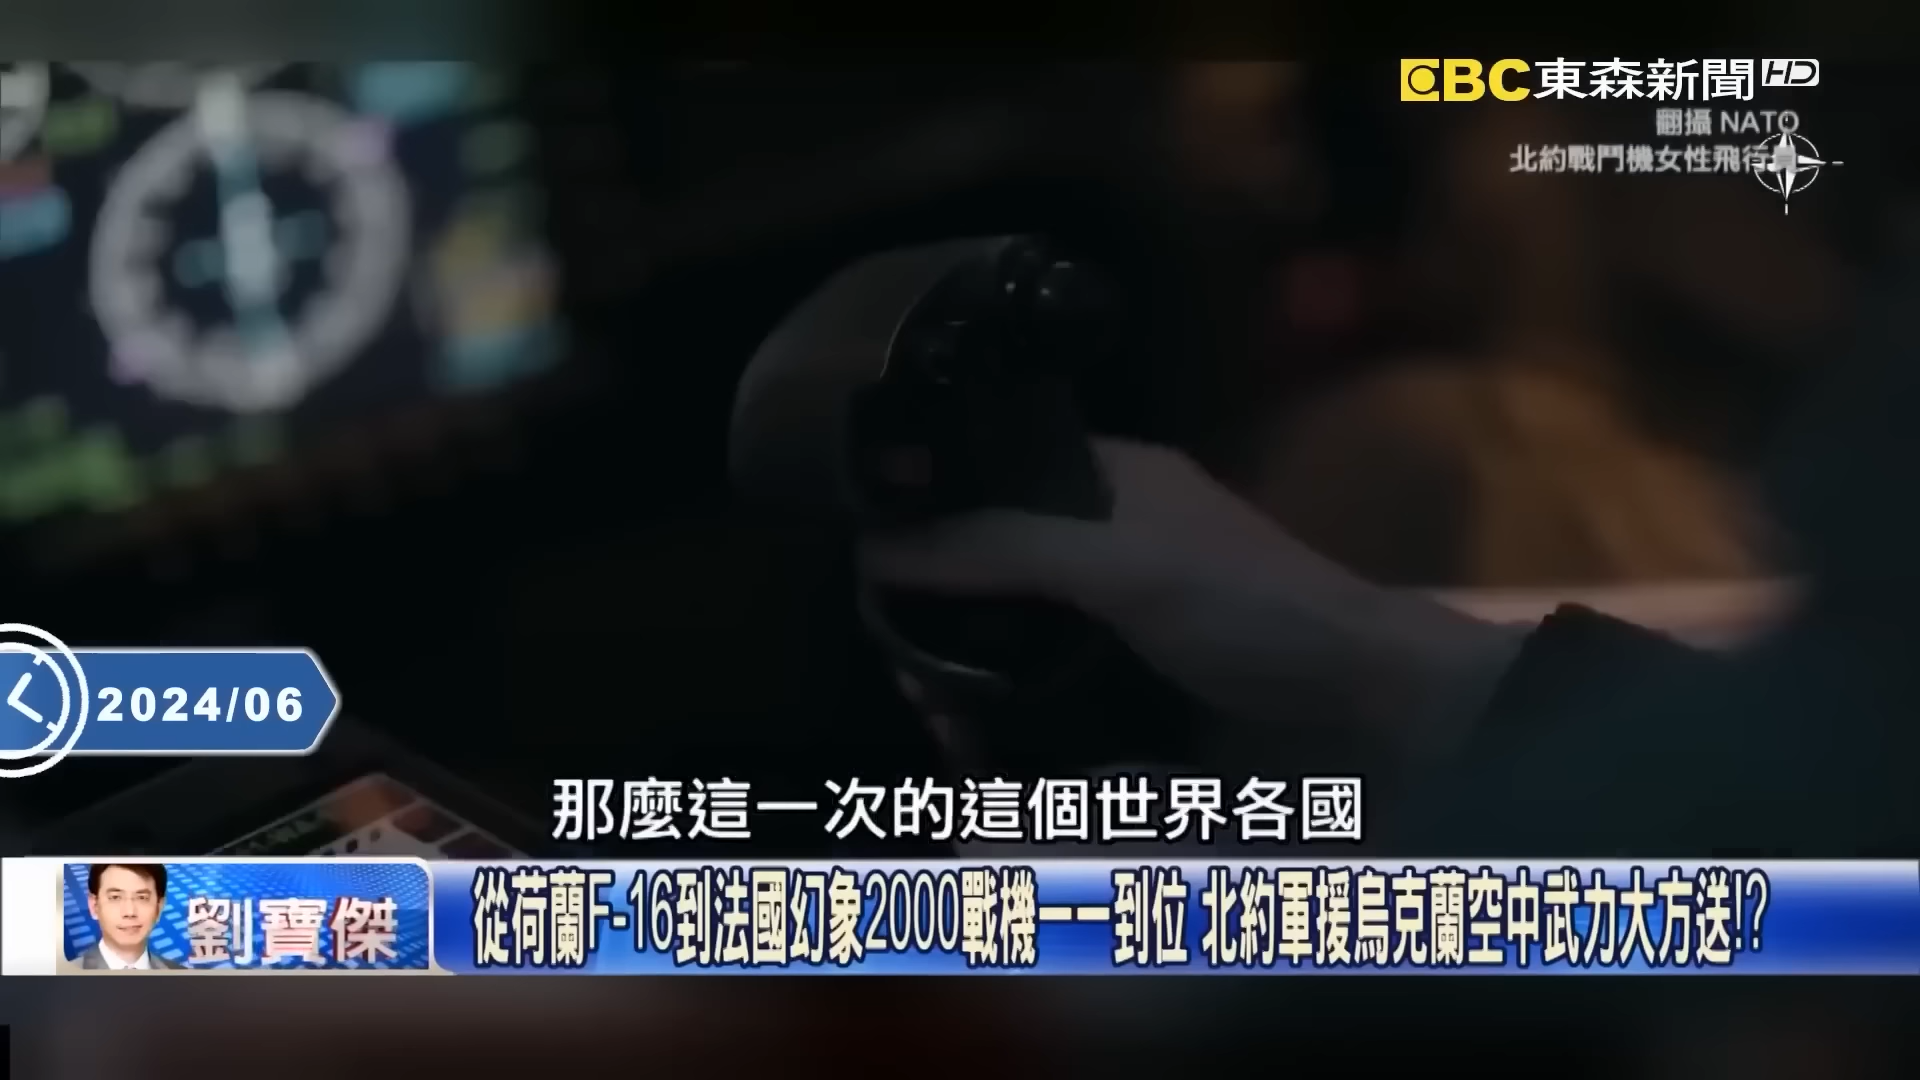 EBC東森新聞HD
翻攝 NATO
北約戰鬥機女性飛行員
2024/06
那麼這一次的這個世界各國
劉寶傑
從荷蘭F-16到法國幻象2000戰機一一到位 北約軍援烏克蘭空中武力大方送!?